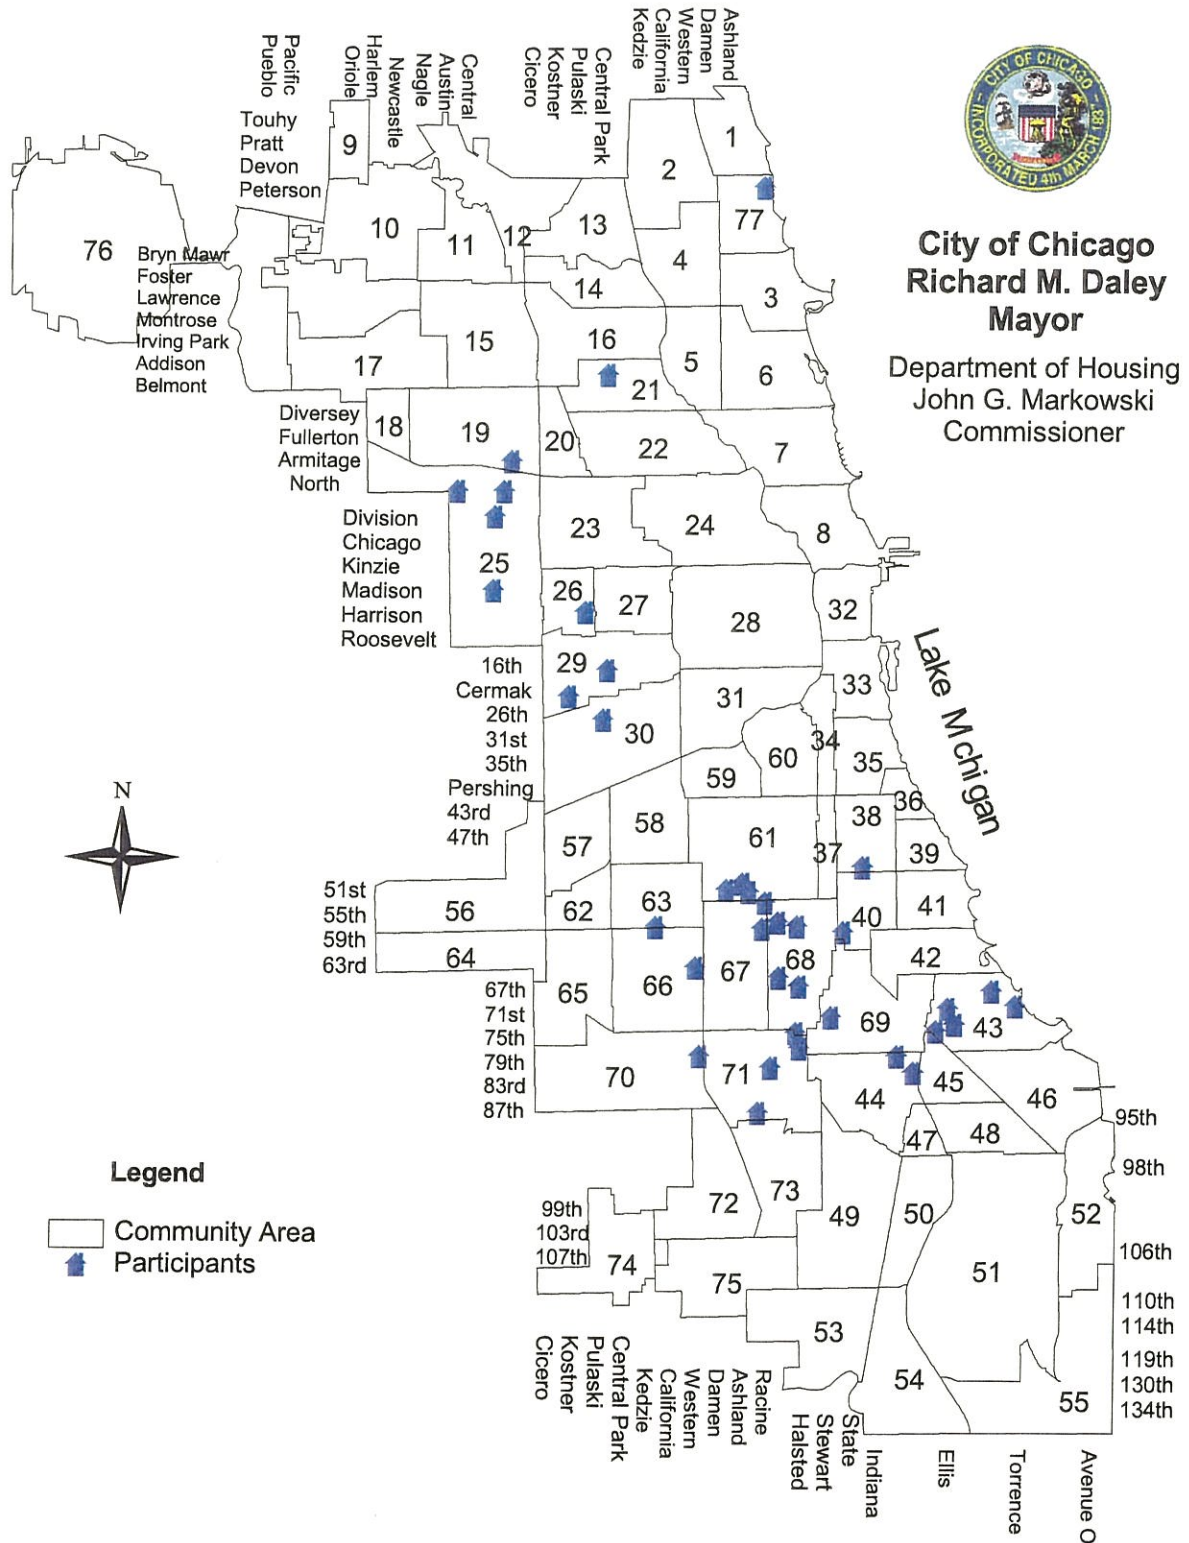 Ashland
Damen
Western
California
Kedzie
Central Park
Pulaski
Kostner
Cicero
Central
Austin
Nagle
Newcastle
Harlem
Oriole
Pacific
Pueblo
Touhy
Pratt
Devon
Peterson
Bryn Mawr
Foster
Lawrence
Montrose
Irving Park
Addison
Belmont
Diversey
Fullerton
Armitage
North
Division
Chicago
Kinzie
Madison
Harrison
Roosevelt
16th
Cermak
26th
31st
35th
Pershing
43rd
47th
51st
55th
59th
63rd
67th
71st
75th
79th
83rd
87th
CITY OF CHICAGO
INCORPORATED 4th MARCH 1837
City of Chicago
Richard M. Daley
Mayor
Department of Housing
John G. Markowski
Commissioner
Lake Mchigan
N
9
1
2
77
10
11
12
13
76
4
14
3
15
16
5
6
17
21
18
19
20
22
7
23
24
8
25
26
27
28
32
29
33
31
30
34
35
60
59
36
38
58
61
37
39
57
63
62
56
40
41
64
65
66
67
68
42
69
43
70
71
44
45
46
47
48
72
73
49
50
52
74
75
51
53
54
55
95th
98th
106th
110th
114th
119th
130th
134th
Legend
Community Area
Participants
99th
103rd
107th
Cicero
Kostner
Pulaski
Central Park
Kedzie
California
Western
Damen
Ashland
Racine
Halsted
Stewart
State
Indiana
Ellis
Torrence
Avenue O